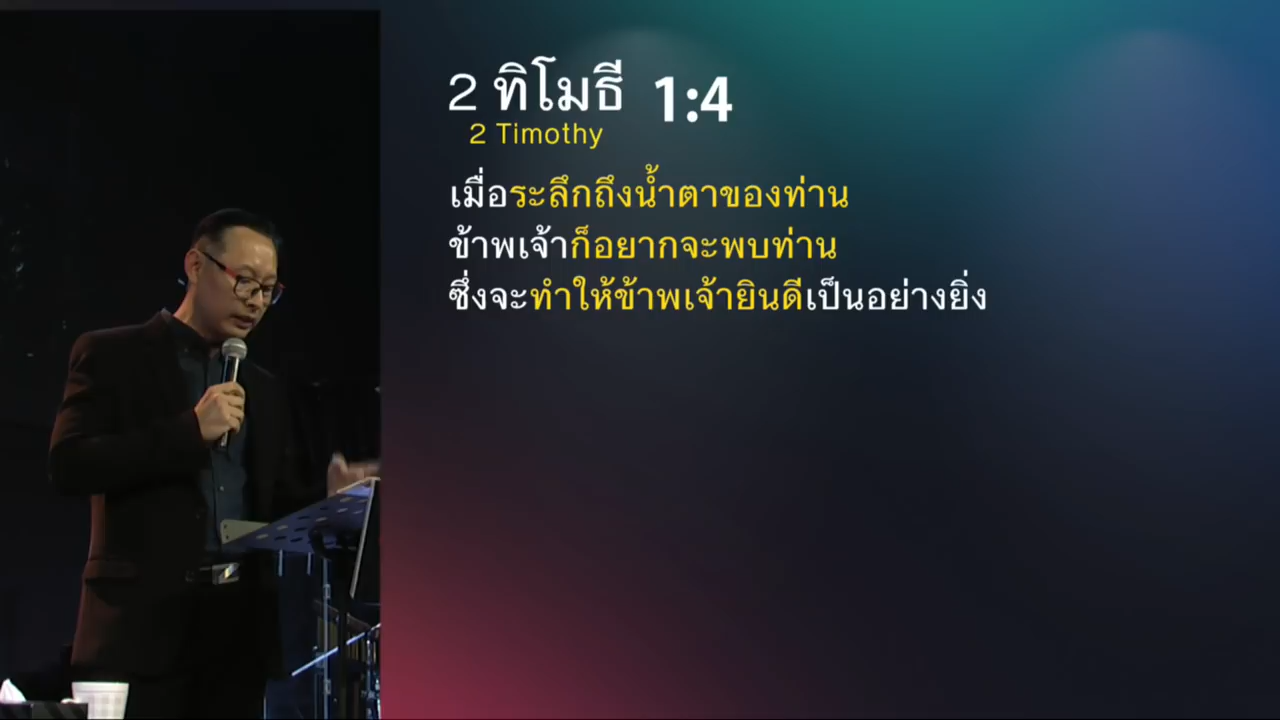 2 ทิโมธี 1:4
2 Timothy
เมื่อระลึกถึงน้ำตาของท่าน
ข้าพเจ้าก็อยากจะพบท่าน
ซึ่งจะทำให้ข้าพเจ้ายินดีเป็นอย่างยิ่ง